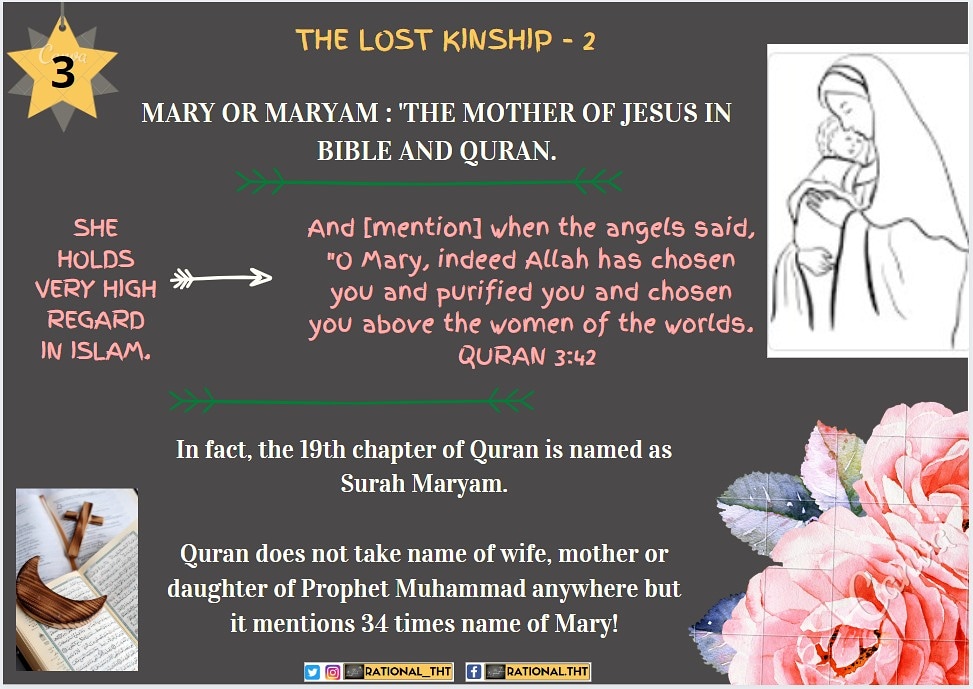 3
THE LOST KINSHIP - 2
MARY OR MARYAM : 'THE MOTHER OF JESUS IN
BIBLE AND QURAN.
SHE
HOLDS
VERY HIGH
REGARD
IN ISLAM.
And [mention] when the angels said,
"O Mary, indeed Allah has chosen
you and purified you and chosen
you above the women of the worlds.
QURAN 3:42
In fact, the 19th chapter of Quran is named as
Surah Maryam.
Quran does not take name of wife, mother or
daughter of Prophet Muhammad anywhere but
it mentions 34 times name of Mary!
RATIONAL_THT
RATIONAL.THT